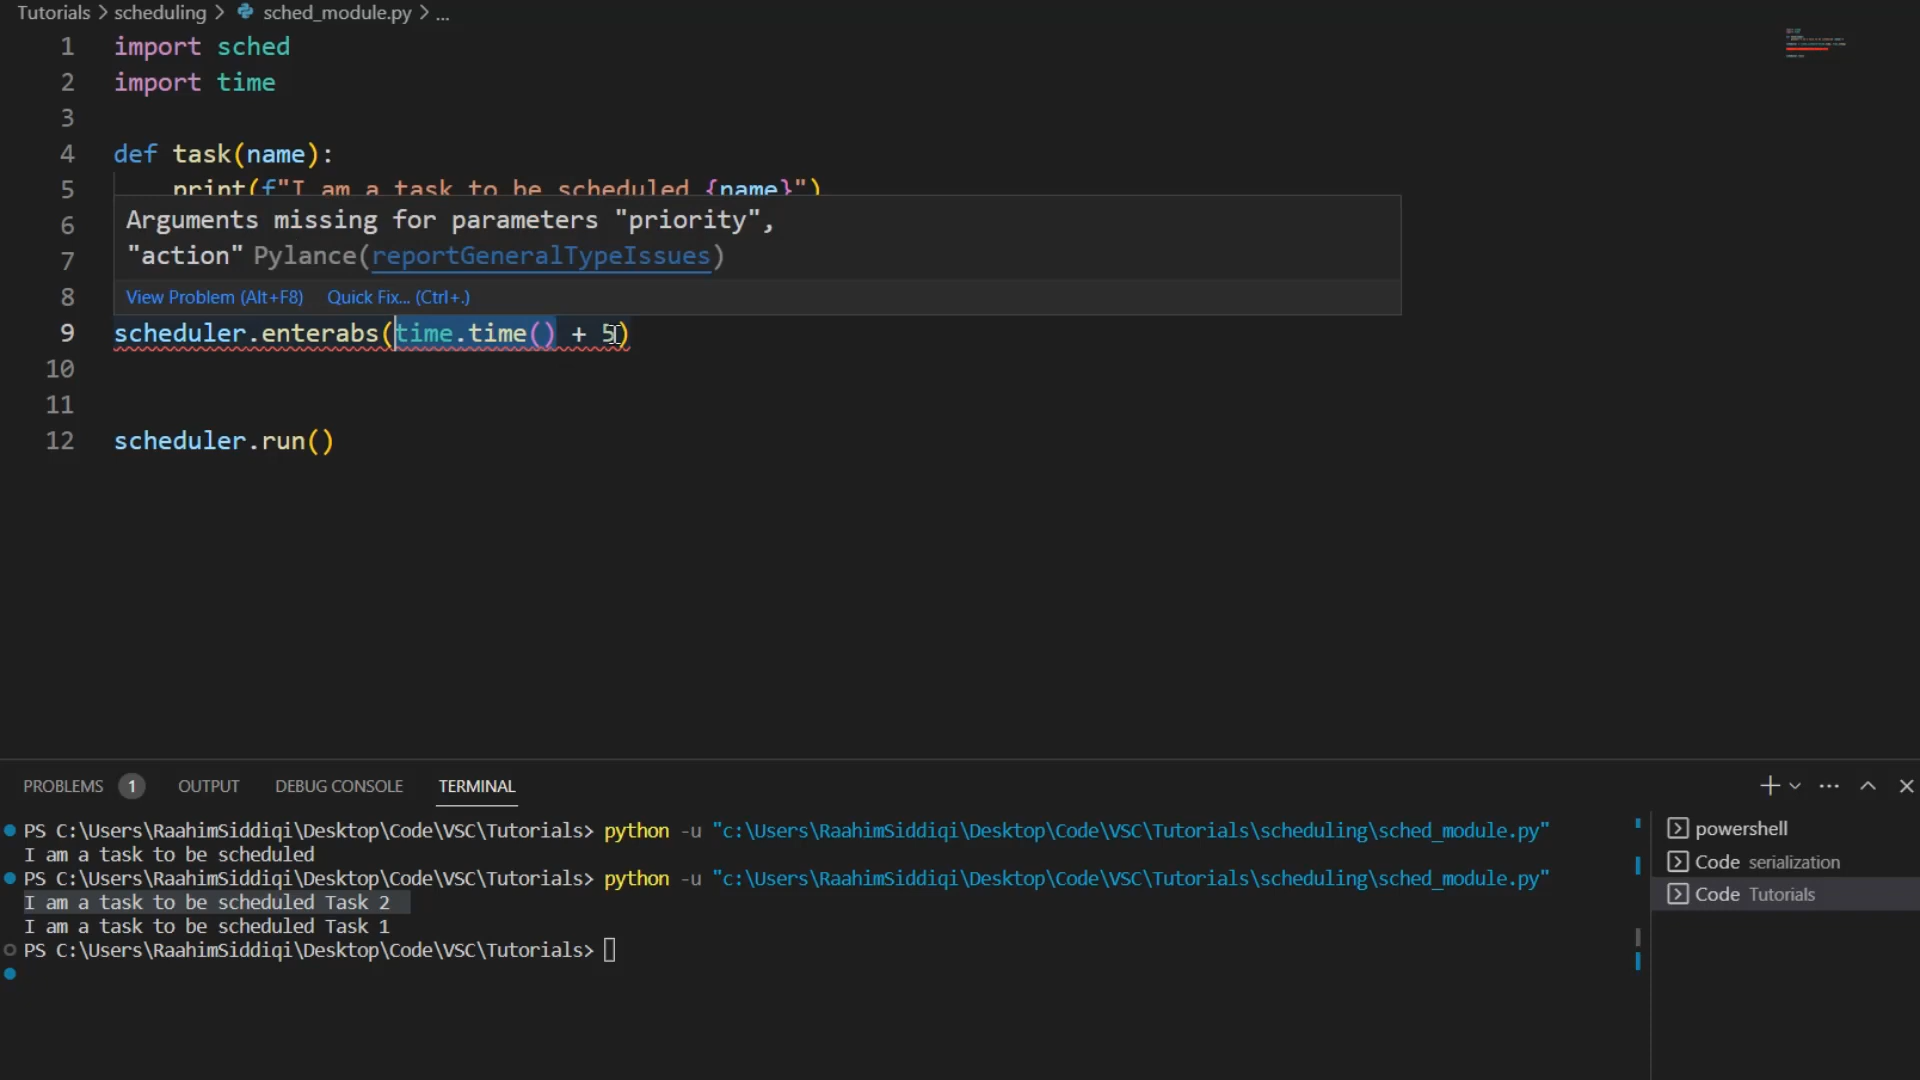 Tutorials > scheduling > sched_module.py > ...
1 import sched
2 import time
3
4 def task(name):
5 print(f"I am a task to be scheduled {name}")
6
Arguments missing for parameters "priority",
7
"action" Pylance(reportGeneralTypeIssues)
8
View Problem (Alt+F8) Quick Fix... (Ctrl+.)
9 scheduler.enterabs(time.time() + 5)
10
11
12 scheduler.run()
PROBLEMS 1 OUTPUT DEBUG CONSOLE TERMINAL
PS C:\Users\RaahimSiddiqi\Desktop\Code\VSC\Tutorials> python -u "c:\Users\RaahimSiddiqi\Desktop\Code\VSC\Tutorials\scheduling\sched_module.py"
I am a task to be scheduled
PS C:\Users\RaahimSiddiqi\Desktop\Code\VSC\Tutorials> python -u "c:\Users\RaahimSiddiqi\Desktop\Code\VSC\Tutorials\scheduling\sched_module.py"
I am a task to be scheduled Task 2
I am a task to be scheduled Task 1
PS C:\Users\RaahimSiddiqi\Desktop\Code\VSC\Tutorials>
powershell
Code serialization
Code Tutorials